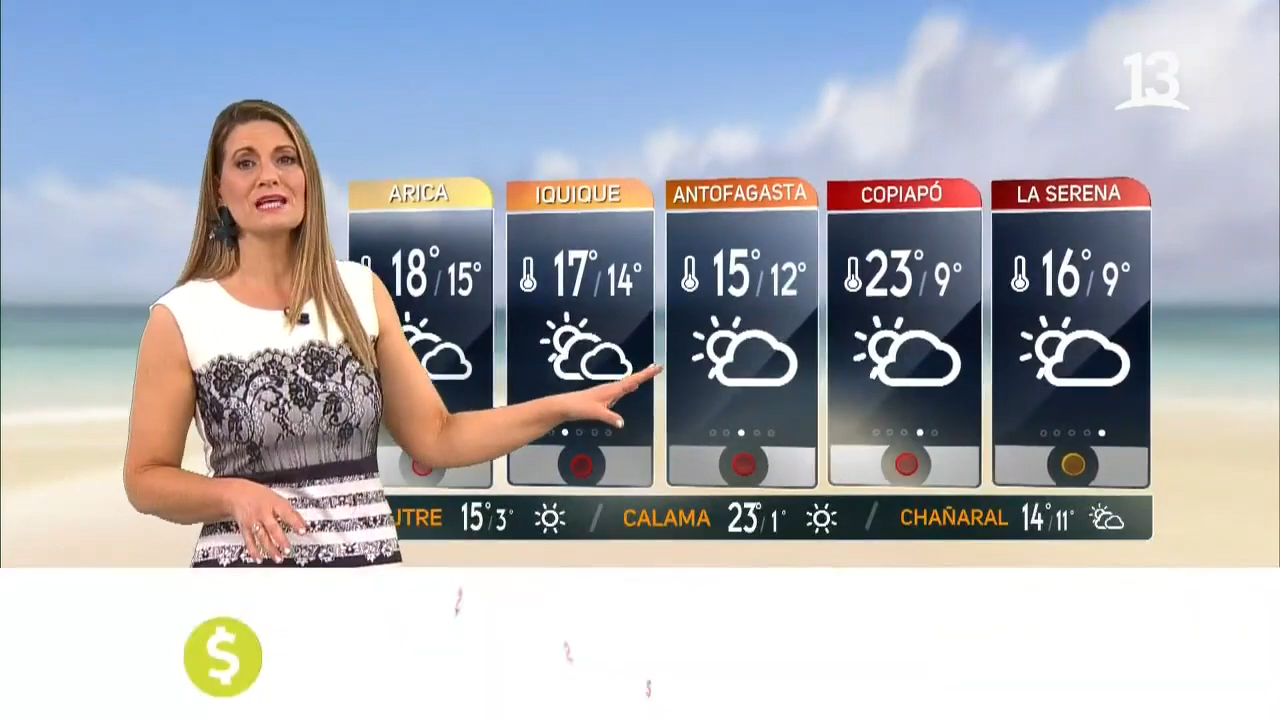 13
ARICA
IQUIQUE
ANTOFAGASTA
COPIAPÓ
LA SERENA
18°/15°
17°/14°
15°/12°
23°/9°
16°/9°
UTRE 15°/3° / CALAMA 23°/1° / CHAÑARAL 14°/11°
$